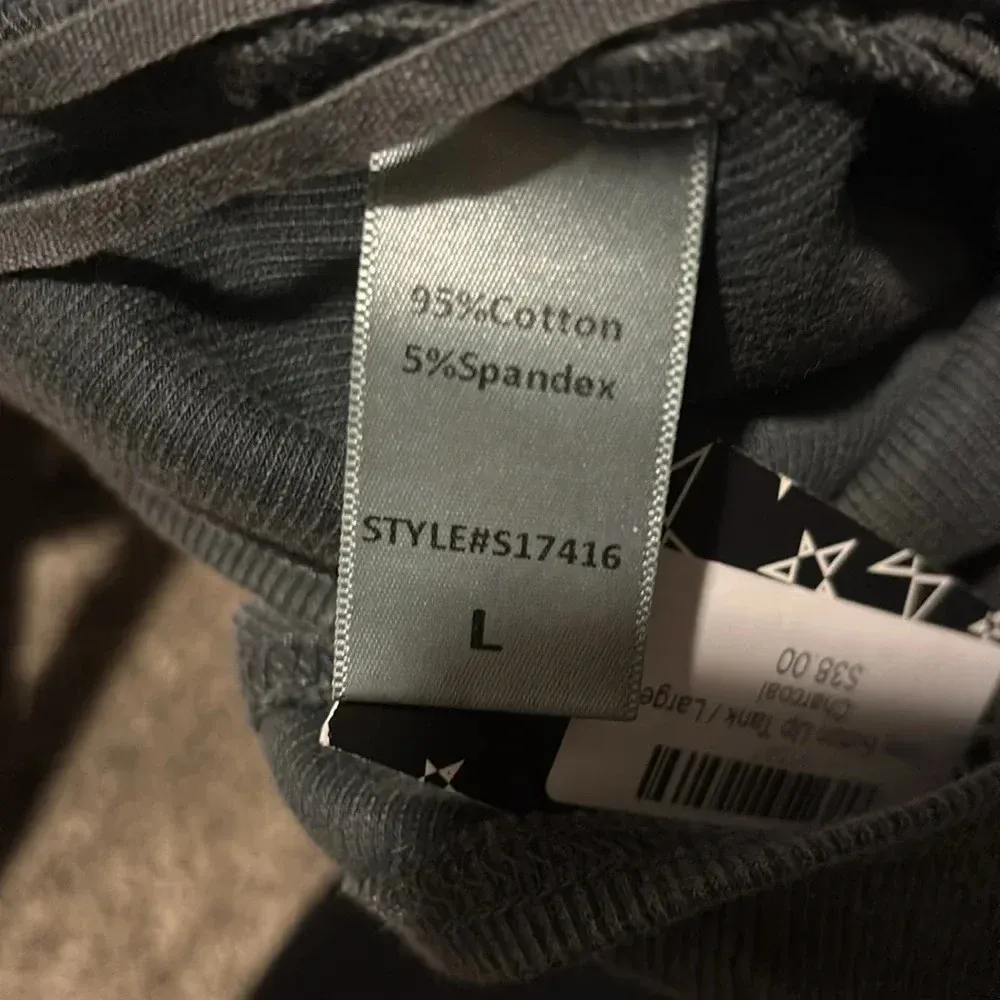 95%Cotton
5%Spandex
STYLE#S17416
L
Up Tank / Large
Charcoal
$38.00